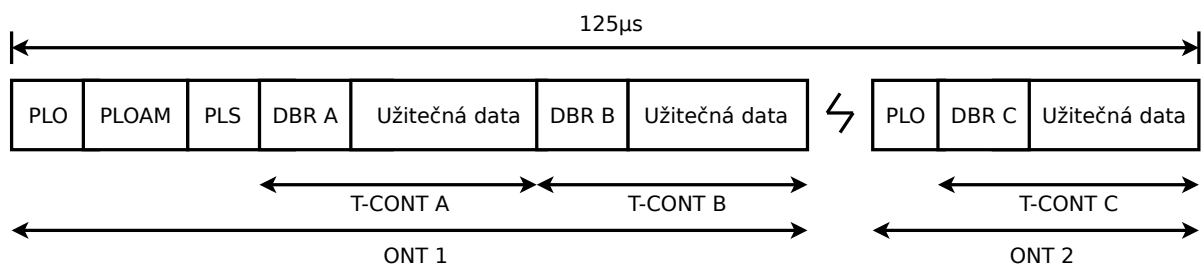 125µs
PLO PLOAM PLS DBR A Užitečná data DBR B Užitečná data PLO DBR C Užitečná data
T-CONT A T-CONT B T-CONT C
ONT 1 ONT 2